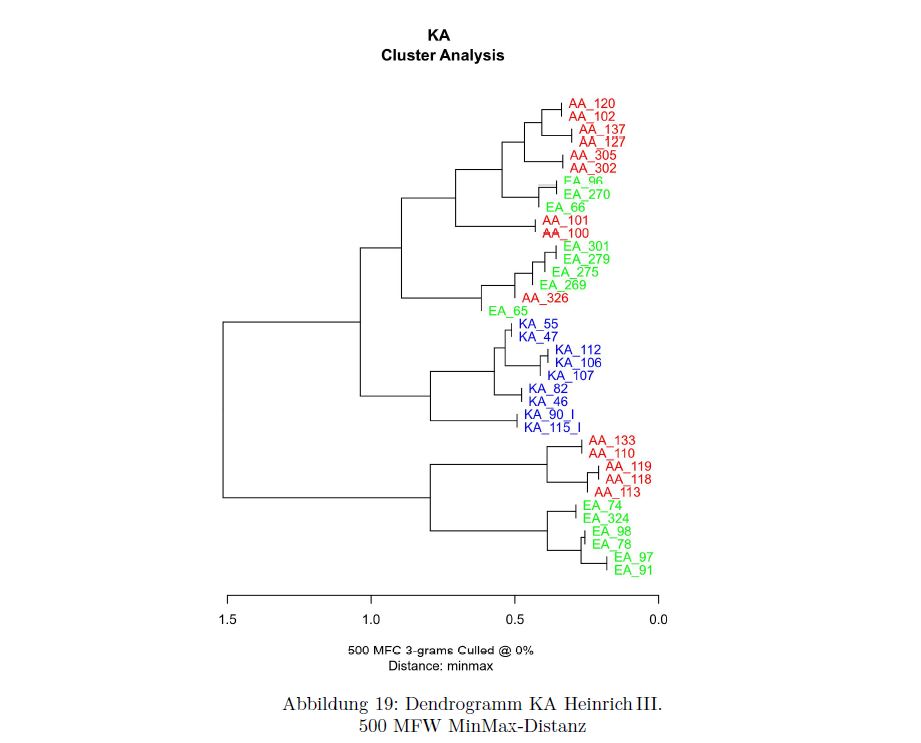 KA
Cluster Analysis
AA_120
AA_102
AA_137
AA_127
AA_305
AA_302
EA_96
EA_270
EA_66
AA_101
AA_100
EA_301
EA_279
EA_275
EA_269
AA_326
EA_65
KA_55
KA_47
KA_112
KA_106
KA_107
KA_82
KA_46
KA_90_I
KA_115_I
AA_133
AA_110
AA_119
AA_118
AA_113
EA_74
EA_324
EA_98
EA_78
EA_97
EA_91
1.5 1.0 0.5 0.0
500 MFC 3-grams Culled @ 0%
Distance: minmax
Abbildung 19: Dendrogramm KA Heinrich III.
500 MFW MinMax-Distanz